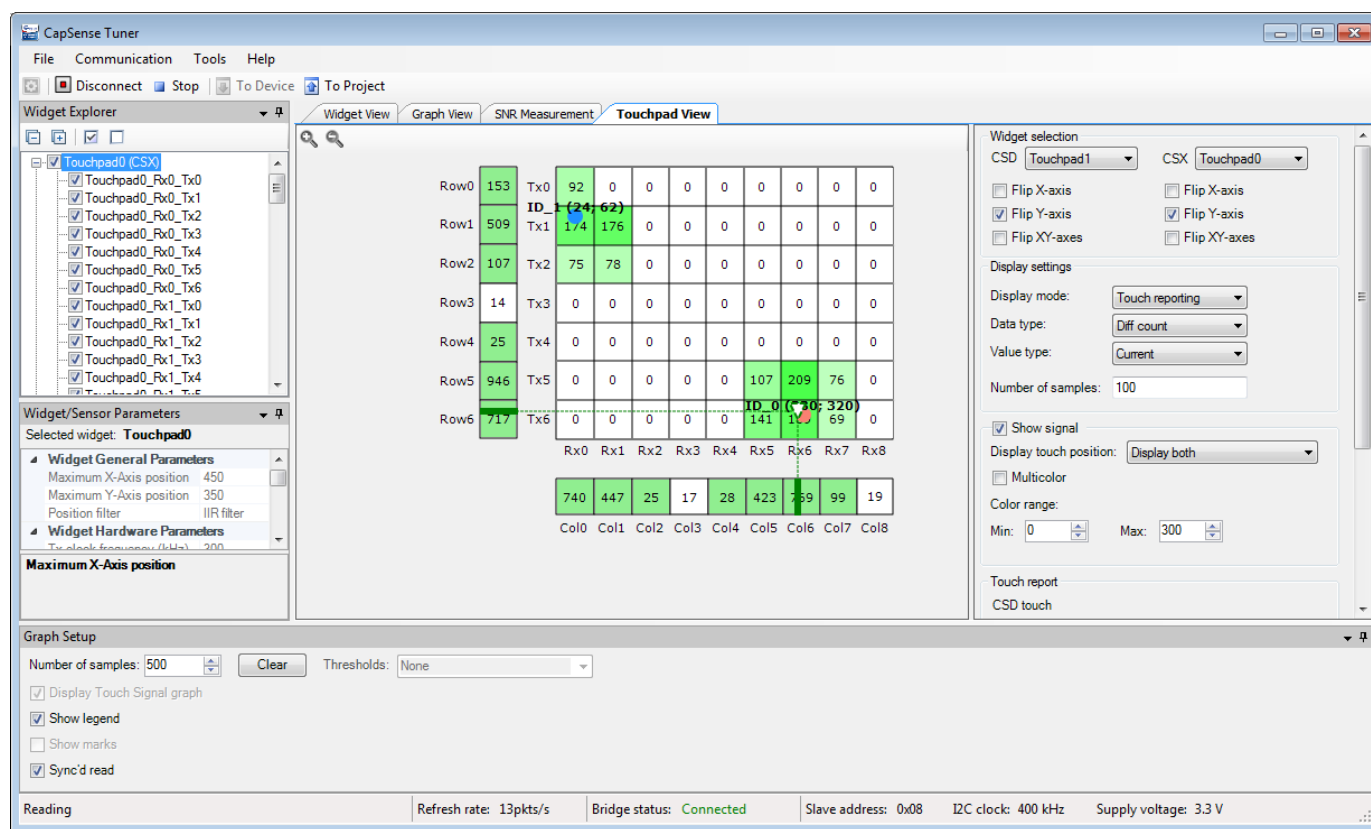 CapSense Tuner
File Communication Tools Help
Disconnect Stop To Device To Project
Widget Explorer
Touchpad0 (CSX)
Touchpad0_Rx0_Tx0
Touchpad0_Rx0_Tx1
Touchpad0_Rx0_Tx2
Touchpad0_Rx0_Tx3
Touchpad0_Rx0_Tx4
Touchpad0_Rx0_Tx5
Touchpad0_Rx0_Tx6
Touchpad0_Rx1_Tx0
Touchpad0_Rx1_Tx1
Touchpad0_Rx1_Tx2
Touchpad0_Rx1_Tx3
Touchpad0_Rx1_Tx4
Touchpad0_Rx1_Tx5
Widget/Sensor Parameters
Selected widget: Touchpad0
Widget General Parameters
Maximum X-Axis position 450
Maximum Y-Axis position 350
Position filter IIR filter
Widget Hardware Parameters
Tx clock frequency (kHz) 300
Maximum X-Axis position
Widget View Graph View SNR Measurement Touchpad View
Row0 153 Tx0 92 0 0 0 0 0 0 0 0
ID_1 (24; 62)
Row1 509 Tx1 174 176 0 0 0 0 0 0 0
Row2 107 Tx2 75 78 0 0 0 0 0 0 0
Row3 14 Tx3 0 0 0 0 0 0 0 0 0
Row4 25 Tx4 0 0 0 0 0 0 0 0 0
Row5 946 Tx5 0 0 0 0 0 107 209 76 0
ID_0 ( 30; 320)
Row6 717 Tx6 0 0 0 0 0 141 69 0
Rx0 Rx1 Rx2 Rx3 Rx4 Rx5 Rx6 Rx7 Rx8
740 447 25 17 28 423 99 19
Col0 Col1 Col2 Col3 Col4 Col5 Col6 Col7 Col8
Widget selection
CSD Touchpad1 CSX Touchpad0
Flip X-axis Flip X-axis
Flip Y-axis Flip Y-axis
Flip XY-axes Flip XY-axes
Display settings
Display mode: Touch reporting
Data type: Diff count
Value type: Current
Number of samples: 100
Show signal
Display touch position: Display both
Multicolor
Color range:
Min: 0 Max: 300
Touch report
CSD touch
Graph Setup
Number of samples: 500 Clear Thresholds: None
Display Touch Signal graph
Show legend
Show marks
Sync'd read
Reading Refresh rate: 13pkts/s Bridge status: Connected Slave address: 0x08 I2C clock: 400 kHz Supply voltage: 3.3 V